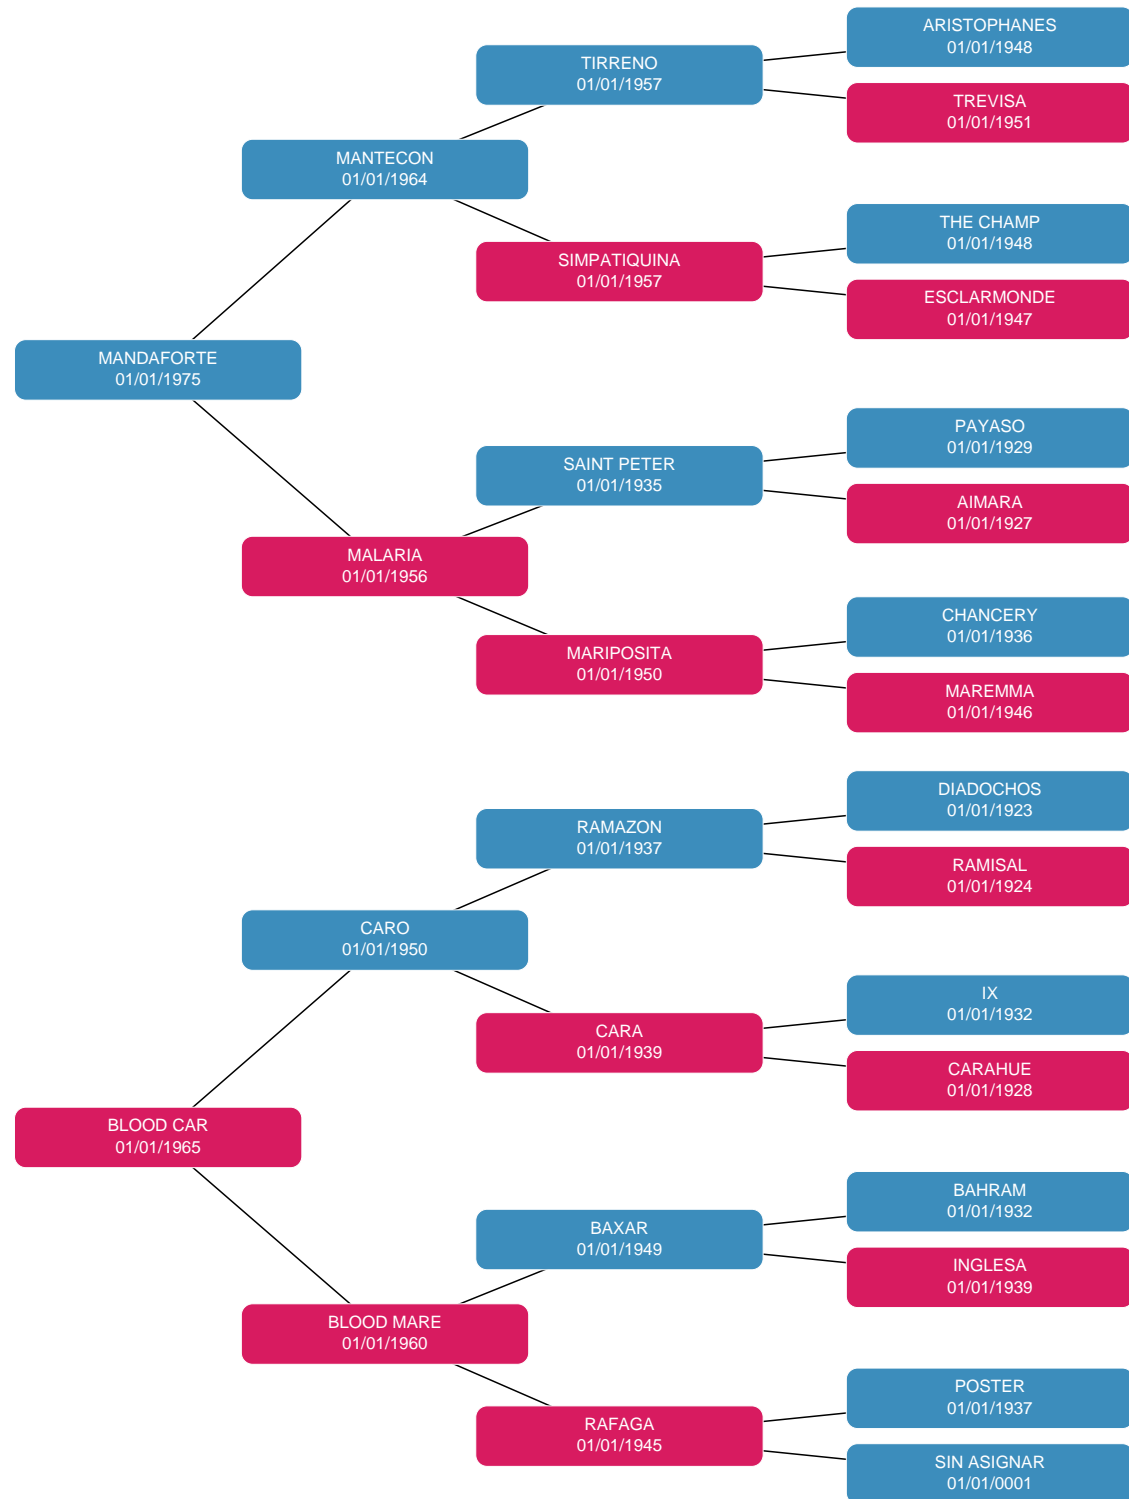 ARISTOPHANES
01/01/1948
TIRRENO
01/01/1957
TREVISA
01/01/1951
MANTECON
01/01/1964
THE CHAMP
01/01/1948
SIMPATIQUINA
01/01/1957
ESCLARMONDE
01/01/1947
MANDAFORTE
01/01/1975
PAYASO
01/01/1929
SAINT PETER
01/01/1935
AIMARA
01/01/1927
MALARIA
01/01/1956
CHANCERY
01/01/1936
MARIPOSITA
01/01/1950
MAREMMA
01/01/1946
DIADOCHOS
01/01/1923
RAMAZON
01/01/1937
RAMISAL
01/01/1924
CARO
01/01/1950
IX
01/01/1932
CARA
01/01/1939
CARAHUE
01/01/1928
BLOOD CAR
01/01/1965
BAHRAM
01/01/1932
BAXAR
01/01/1949
INGLESA
01/01/1939
BLOOD MARE
01/01/1960
POSTER
01/01/1937
RAFAGA
01/01/1945
SIN ASIGNAR
01/01/0001